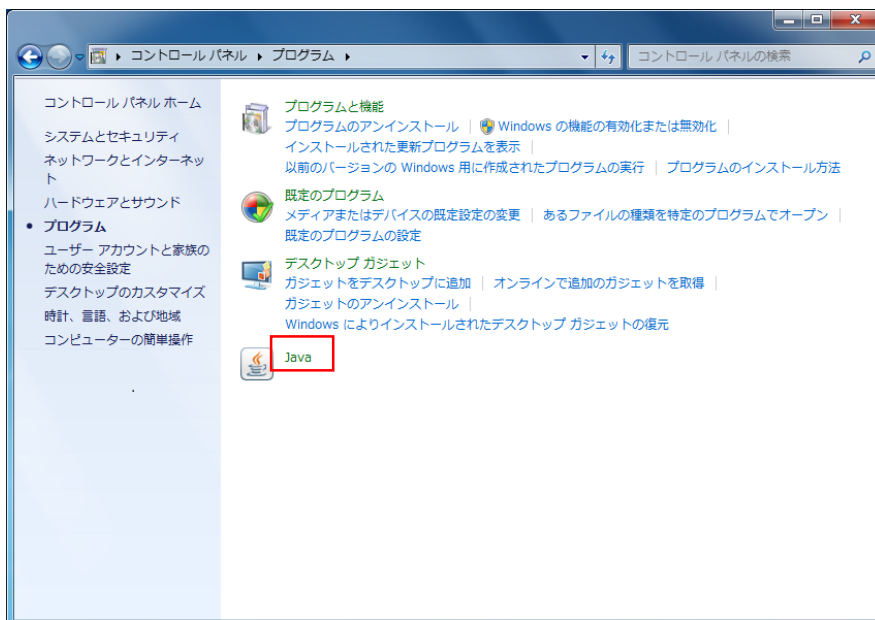 コントロール パネル ▸ プログラム ▸
コントロール パネルの検索
コントロール パネル ホーム
システムとセキュリティ
ネットワークとインターネッ
ト
ハードウェアとサウンド
プログラム
ユーザー アカウントと家族の
ための安全設定
デスクトップのカスタマイズ
時計、言語、および地域
コンピューターの簡単操作
プログラムと機能
プログラムのアンインストール | Windows の機能の有効化または無効化 |
インストールされた更新プログラムを表示 |
以前のバージョンの Windows 用に作成されたプログラムの実行 | プログラムのインストール方法
既定のプログラム
メディアまたはデバイスの既定設定の変更 | あるファイルの種類を特定のプログラムでオープン |
既定のプログラムの設定
デスクトップ ガジェット
ガジェットをデスクトップに追加 | オンラインで追加のガジェットを取得 |
ガジェットのアンインストール |
Windows によりインストールされたデスクトップ ガジェットの復元
Java